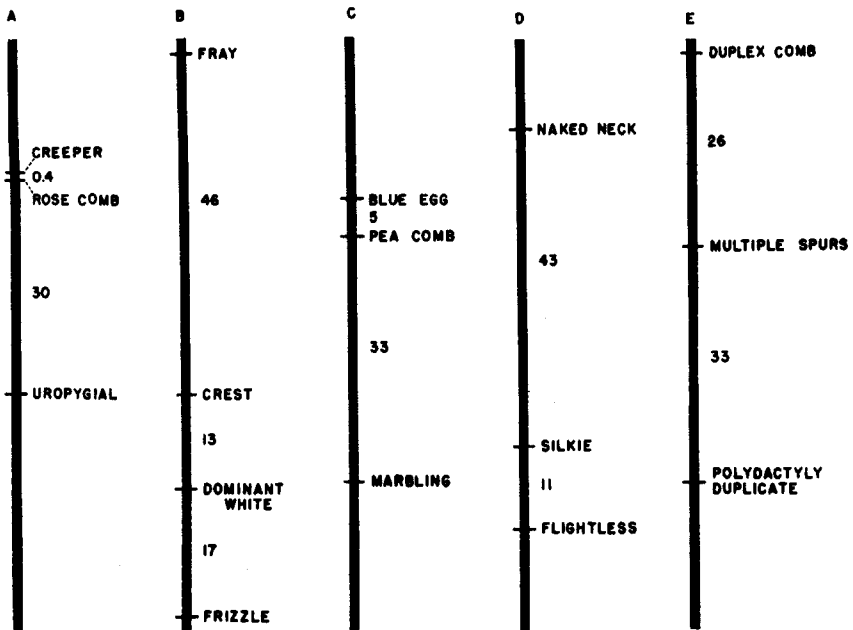 A
CREEPER
0.4
ROSE COMB
30
UROPYGIAL
B
FRAY
46
CREST
13
DOMINANT
WHITE
17
FRIZZLE
C
BLUE EGG
5
PEA COMB
33
MARBLING
D
NAKED NECK
43
SILKIE
11
FLIGHTLESS
E
DUPLEX COMB
26
MULTIPLE SPURS
33
POLYDACTYLY
DUPLICATE